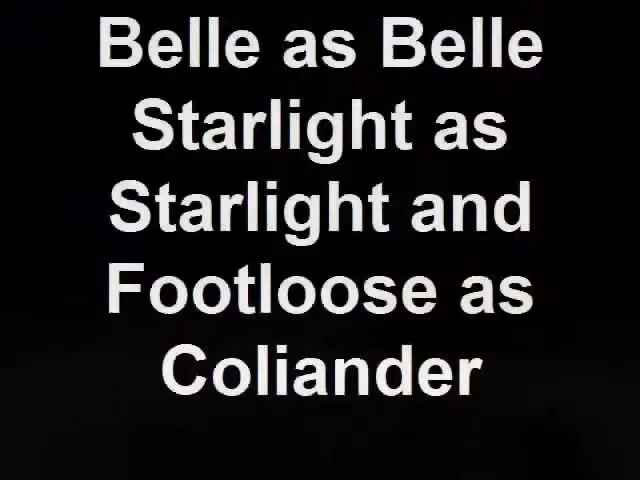 Belle as Belle
Starlight as
Starlight and
Footloose as
Coliander